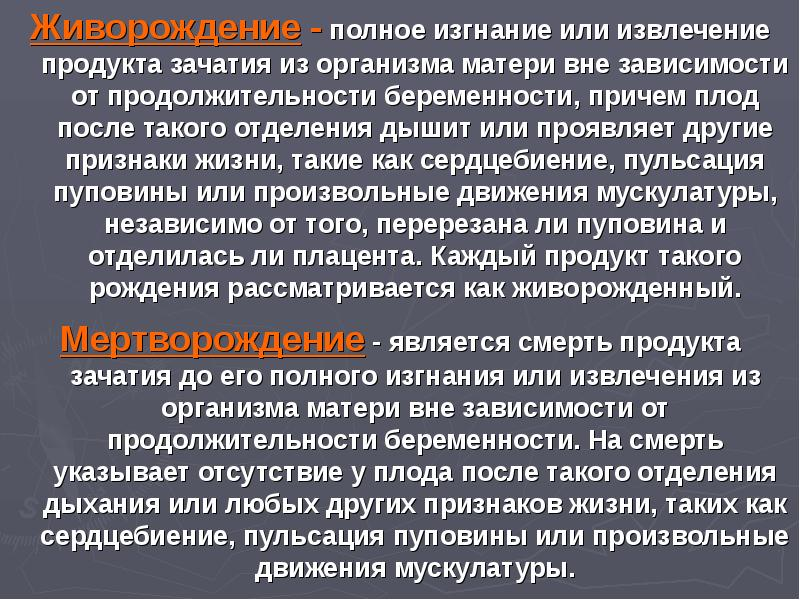 Живорождение - полное изгнание или извлечение
продукта зачатия из организма матери вне зависимости
от продолжительности беременности, причем плод
после такого отделения дышит или проявляет другие
признаки жизни, такие как сердцебиение, пульсация
пуповины или произвольные движения мускулатуры,
независимо от того, перерезана ли пуповина и
отделилась ли плацента. Каждый продукт такого
рождения рассматривается как живорожденный.
Мертворождение - является смерть продукта
зачатия до его полного изгнания или извлечения из
организма матери вне зависимости от
продолжительности беременности. На смерть
указывает отсутствие у плода после такого отделения
дыхания или любых других признаков жизни, таких как
сердцебиение, пульсация пуповины или произвольные
движения мускулатуры.